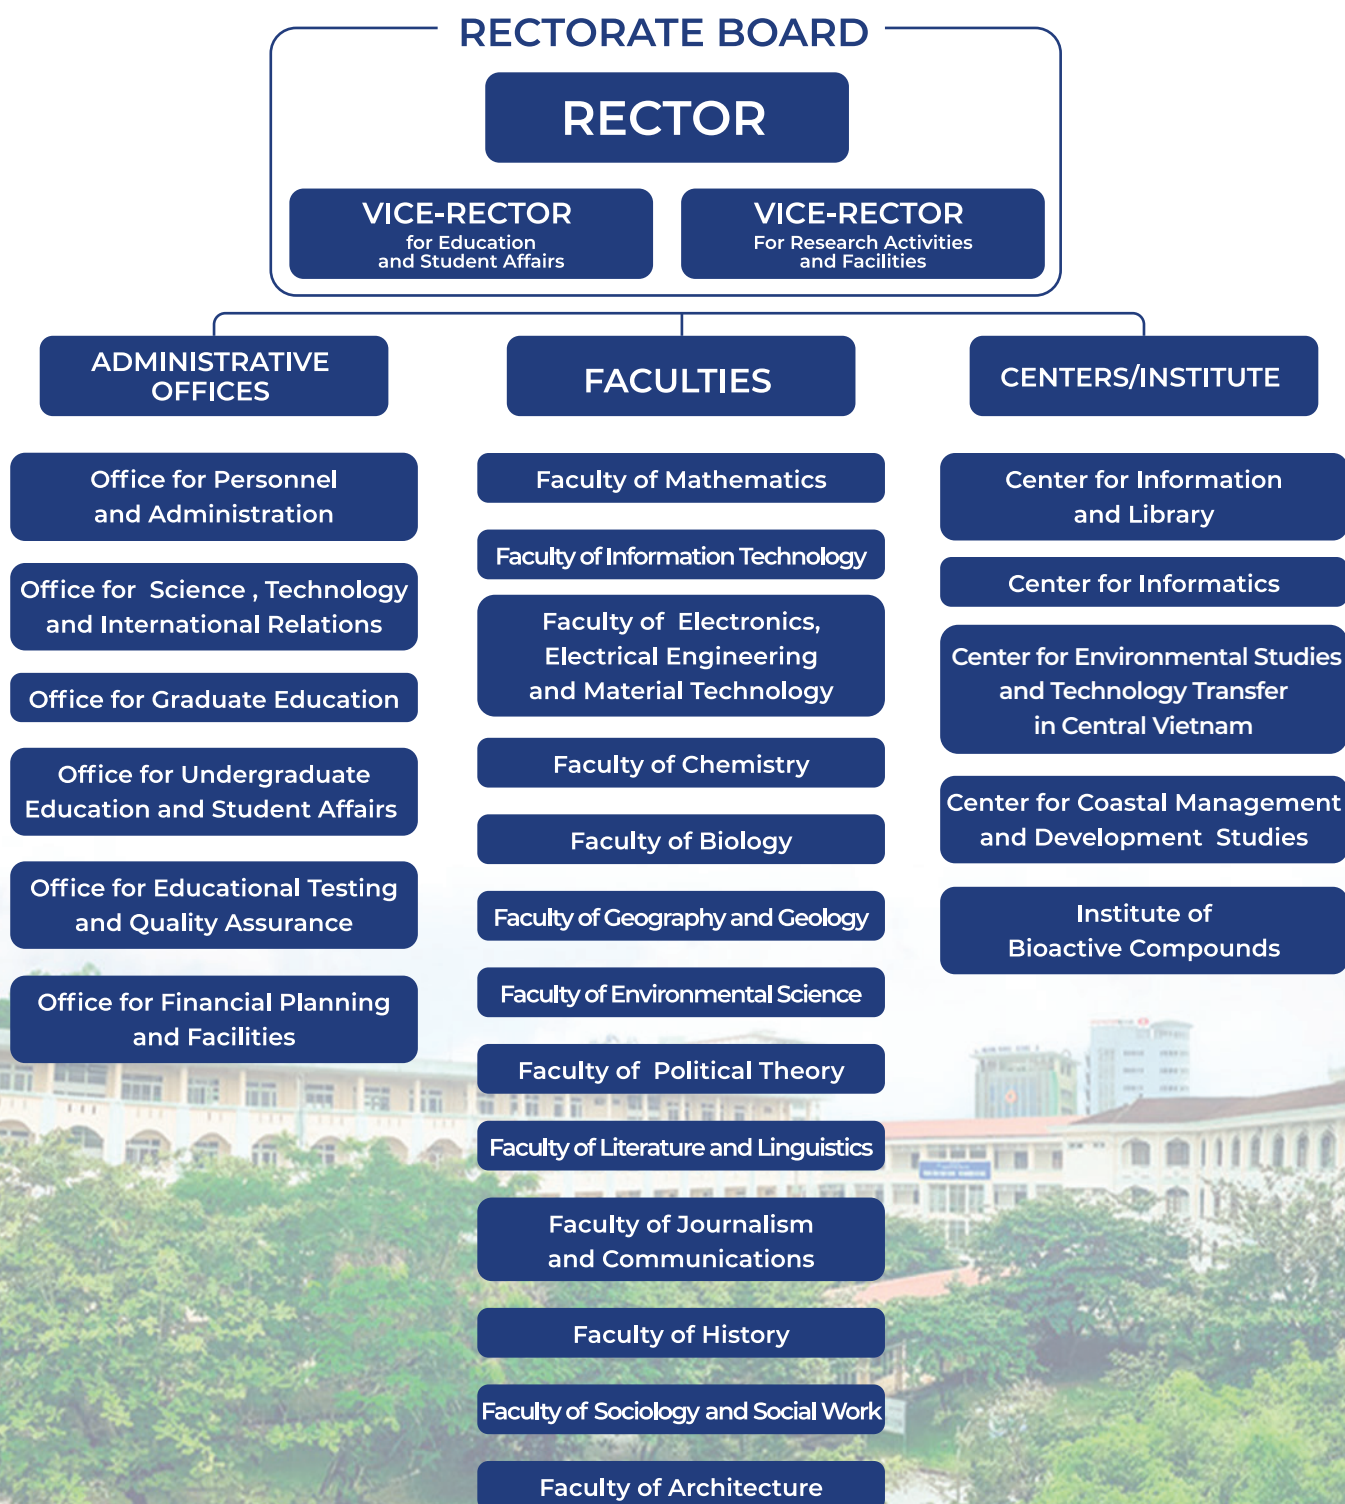 RECTORATE BOARD
RECTOR
VICE-RECTOR
for Education
and Student Affairs
VICE-RECTOR
For Research Activities
and Facilities
ADMINISTRATIVE
OFFICES
Office for Personnel
and Administration
Office for Science , Technology
and International Relations
Office for Graduate Education
Office for Undergraduate
Education and Student Affairs
Office for Educational Testing
and Quality Assurance
Office for Financial Planning
and Facilities
FACULTIES
Faculty of Mathematics
Faculty of Information Technology
Faculty of Electronics,
Electrical Engineering
and Material Technology
Faculty of Chemistry
Faculty of Biology
Faculty of Geography and Geology
Faculty of Environmental Science
Faculty of Political Theory
Faculty of Literature and Linguistics
Faculty of Journalism
and Communications
Faculty of History
Faculty of Sociology and Social Work
Faculty of Architecture
CENTERS/INSTITUTE
Center for Information
and Library
Center for Informatics
Center for Environmental Studies
and Technology Transfer
in Central Vietnam
Center for Coastal Management
and Development Studies
Institute of
Bioactive Compounds